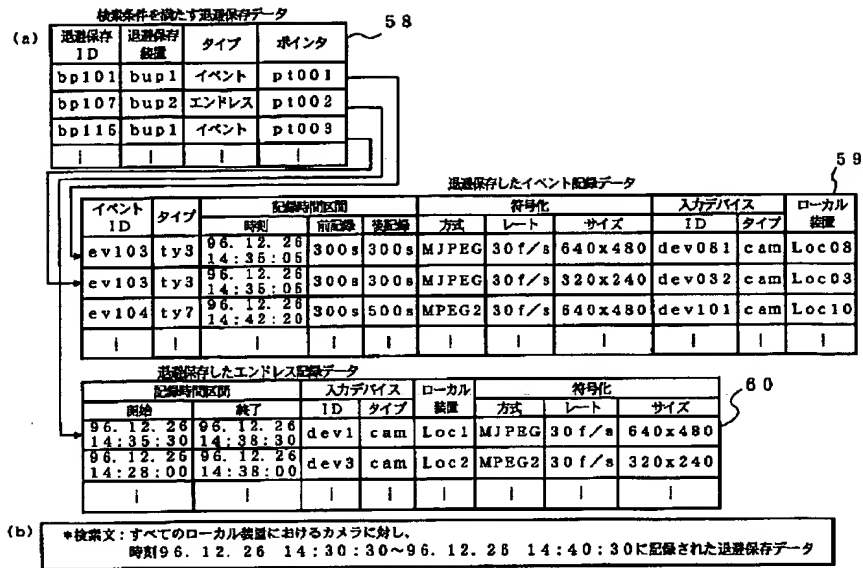 検索条件を満たす退避保存データ
58
(a)
退避保存ID 退避保存装置 タイプ ポインタ
bp101 bup1 イベント pt001
bp107 bup2 エンドレス pt002
bp115 bup1 イベント pt003
59
退避保存したイベント記録データ
イベントID タイプ 記録時間区間 符号化 入力デバイス ローカル装置
時刻 前記録 後記録 方式 レート サイズ ID タイプ
ev103 ty3 96.12.26 14:35:05 300s 300s MJPEG 30f/s 640x480 dev081 cam Loc08
ev103 ty3 96.12.26 14:35:05 300s 300s MJPEG 30f/s 320x240 dev032 cam Loc03
ev104 ty7 96.12.26 14:42:20 300s 500s MPEG2 30f/s 640x480 dev101 cam Loc10
退避保存したエンドレス記録データ
60
記録時間区間 入力デバイス ローカル装置 符号化
開始 終了 ID タイプ 方式 レート サイズ
96.12.26 14:35:30 96.12.26 14:38:30 dev1 cam Loc1 MJPEG 30f/s 640x480
96.12.26 14:28:00 96.12.26 14:38:00 dev3 cam Loc2 MPEG2 30f/s 320x240
(b)
*検索文：すべてのローカル装置におけるカメラに対し、
時刻96.12.26 14:30:30～96.12.26 14:40:30に記録された退避保存データ